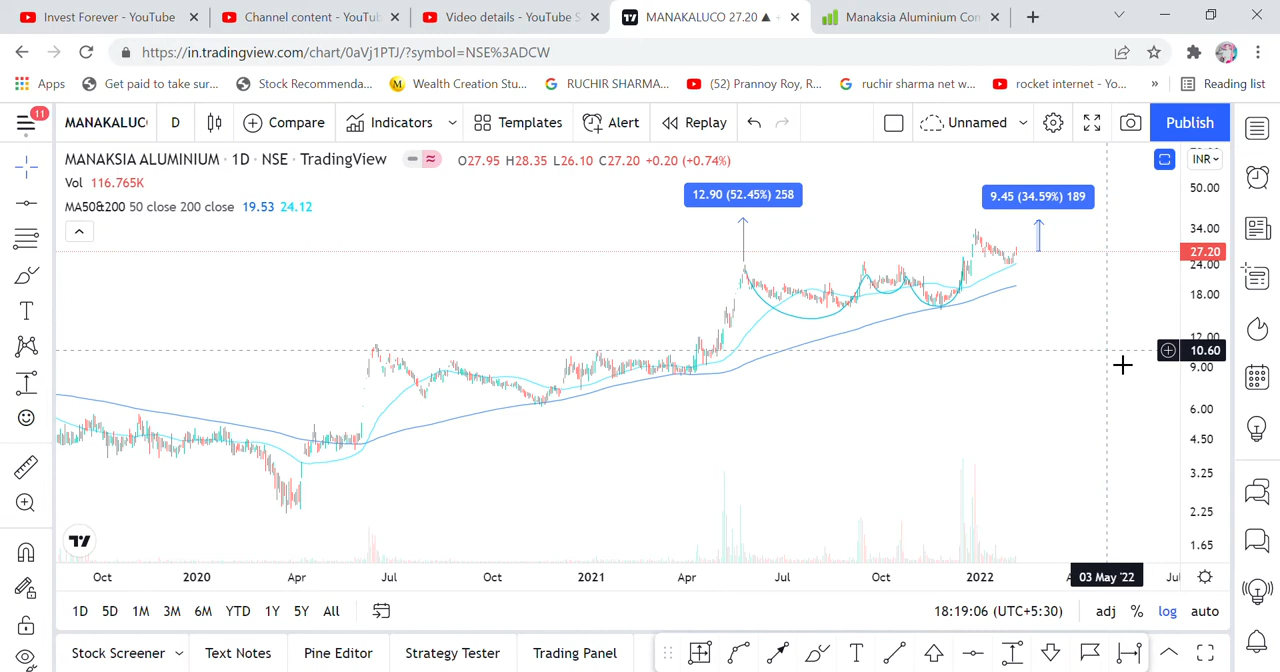 Invest Forever - YouTube
Channel content - YouTub
Video details - YouTube S
MANAKALUCO 27.20 ▲ +
Manaksia Aluminium Con
https://in.tradingview.com/chart/0aVj1PTJ/?symbol=NSE%3ADCW
Apps
Get paid to take sur...
Stock Recommenda...
M
Wealth Creation Stu...
G
RUCHIR SHARMA...
(52) Prannoy Roy, R...
G
ruchir sharma net w...
rocket internet - Yo...
»
Reading list
11
MANAKALUC
D
Compare
Indicators
Templates
Alert
Replay
Unnamed
Publish
MANAKSIA ALUMINIUM · 1D · NSE · TradingView
O27.95 H28.35 L26.10 C27.20 +0.20 (+0.74%)
INR
Vol 116.765K
MA50&200 50 close 200 close 19.53 24.12
12.90 (52.45%) 258
9.45 (34.59%) 189
50.00
34.00
27.20
24.00
18.00
12.00
10.60
9.00
6.00
4.50
3.25
2.25
1.65
Oct
2020
Apr
Jul
Oct
2021
Apr
Jul
Oct
2022
03 May '22
Jul
1D
5D
1M
3M
6M
YTD
1Y
5Y
All
18:19:06 (UTC+5:30)
adj
%
log
auto
Stock Screener
Text Notes
Pine Editor
Strategy Tester
Trading Panel
T